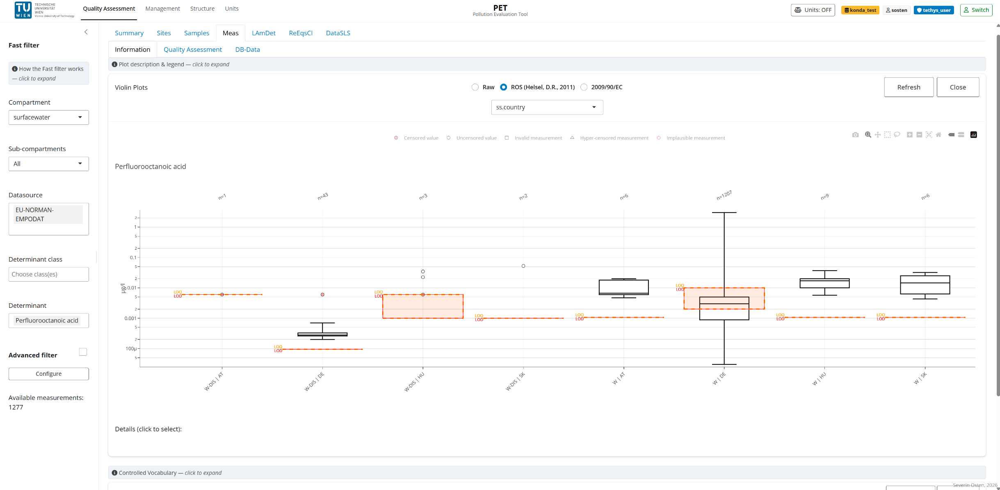 TU WIEN
TECHNISCHE
UNIVERSITÄT
WIEN
Vienna University of Technology
Quality Assessment
Management
Structure
Units
PET
Pollution Evaluation Tool
Units: OFF
konda_test
sosten
tethys_user
Switch
Fast filter
How the Fast filter works
— click to expand
Compartment
surfacewater
Sub-compartments
All
Datasource
EU-NORMAN-
EMPODAT
Determinant class
Choose class(es)
Determinant
Perfluorooctanoic acid
Advanced filter
Configure
Available measurements:
1277
Summary
Sites
Samples
Meas
LAmDet
ReEqsCl
DataSLS
Information
Quality Assessment
DB-Data
Plot description & legend — click to expand
Violin Plots
Raw
ROS (Helsel, D.R., 2011)
2009/90/EC
Refresh
Close
ss.country
Censored value
Uncensored value
Invalid measurement
Hyper-censored measurement
Implausible measurement
Perfluorooctanoic acid
n=1
n=43
n=3
n=2
n=6
n=1207
n=9
n=6
µg/l
2
1
5
2
0.1
5
2
0.01
5
2
0.001
5
2
100µ
5
LOQ
LOD
LOQ
LOD
LOQ
LOD
LOQ
LOD
LOQ
LOD
LOQ
LOD
LOQ
LOD
LOQ
LOD
W-DIS | AT
W-DIS | DE
W-DIS | HU
W-DIS | SK
W | AT
W | DE
W | HU
W | SK
Details (click to select):
Controlled Vocabulary — click to expand
Severin Osten, 2026